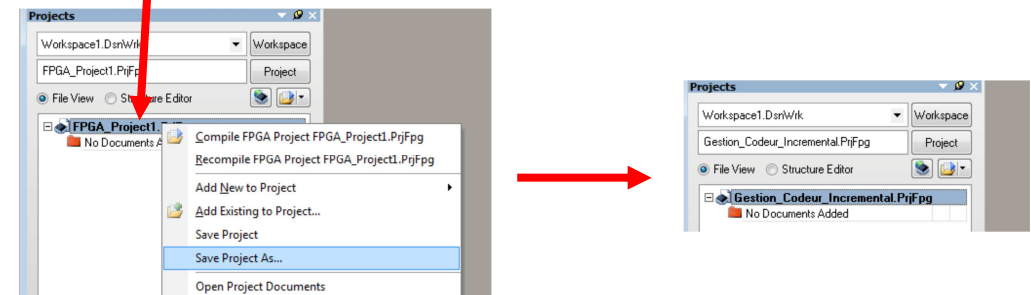 Projects
Workspace1.DsnWrk
Workspace
FPGA_Project1.PrjFp
Project
File View
Structure Editor
FPGA_Project1.
No Documents A
Compile FPGA Project FPGA_Project1.PrjFpg
Recompile FPGA Project FPGA_Project1.PrjFpg
Add New to Project
Add Existing to Project...
Save Project
Save Project As...
Open Project Documents
Projects
Workspace1.DsnWrk
Workspace
Gestion_Codeur_Incremental.PrjFpg
Project
File View
Structure Editor
Gestion_Codeur_Incremental.PrjFpg
No Documents Added